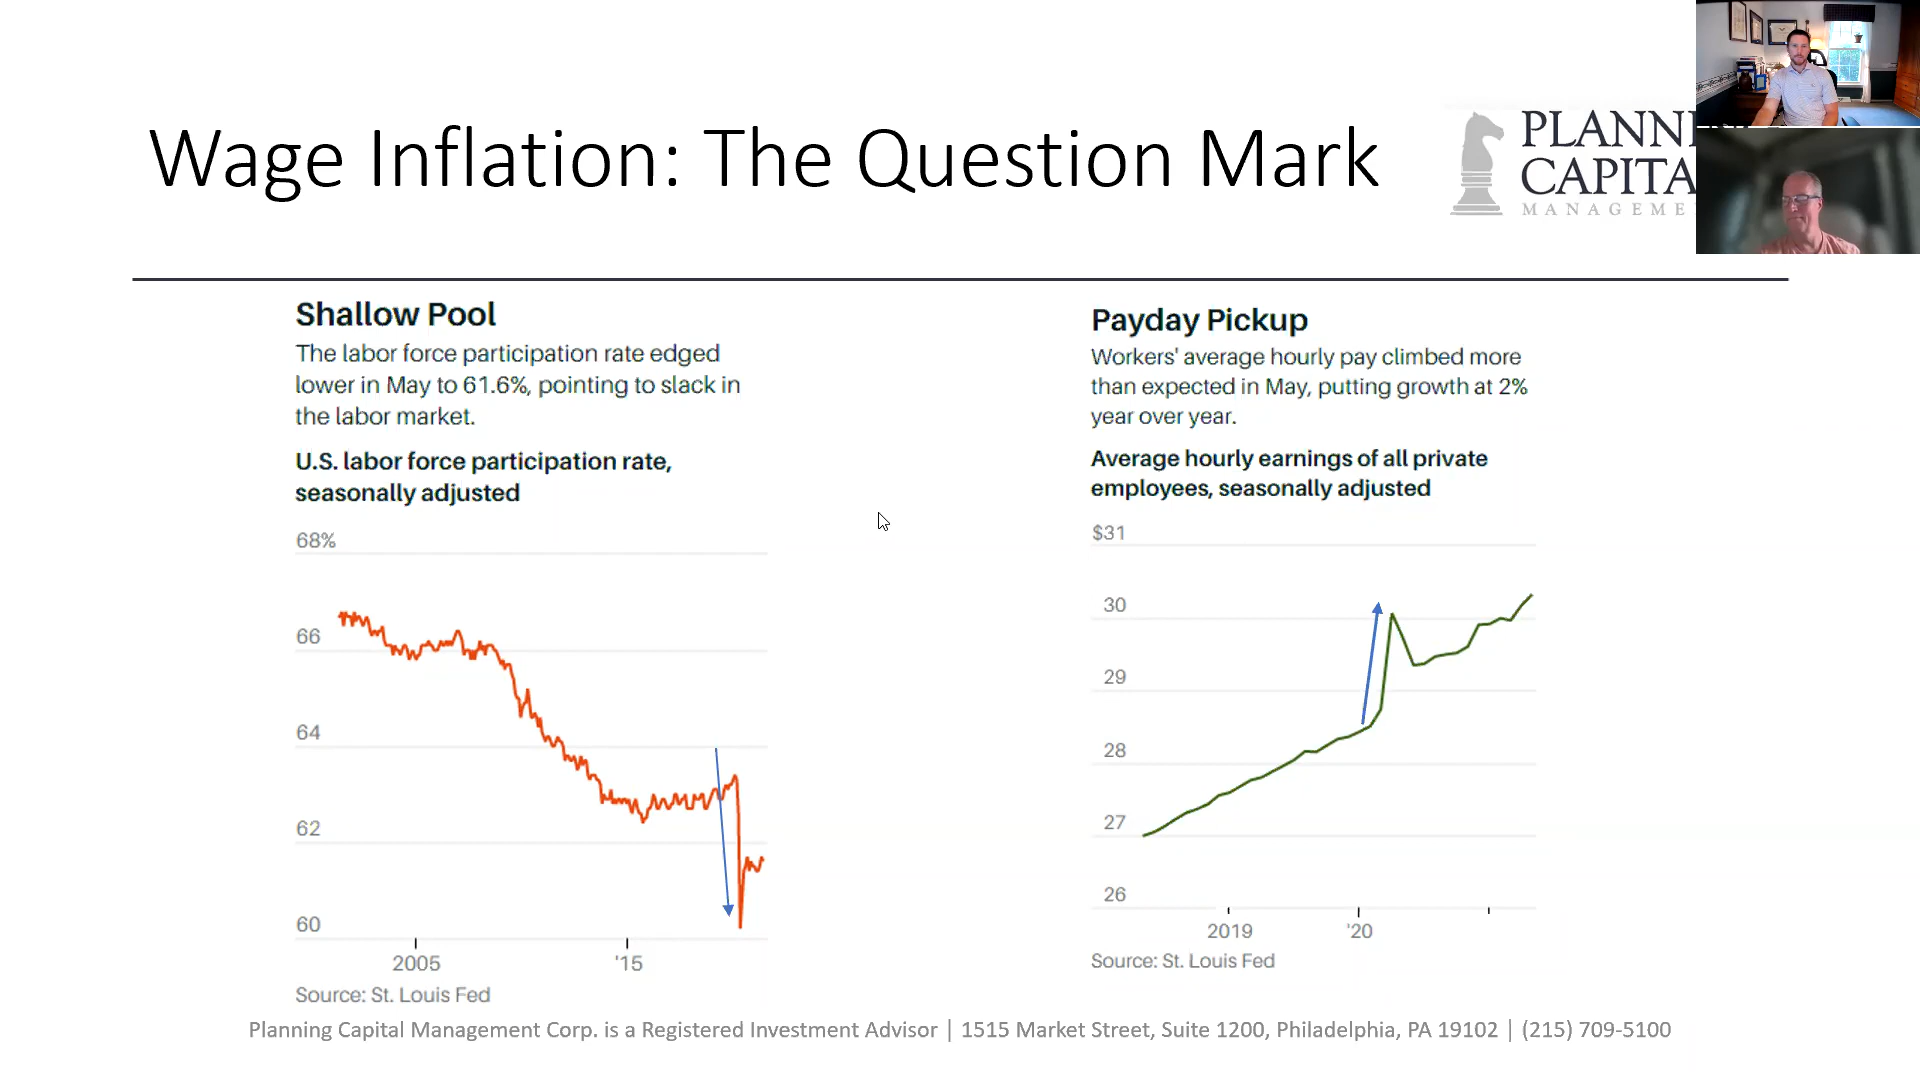 Wage Inflation: The Question Mark
PLANN
CAPITA
MANAGEME
Shallow Pool
The labor force participation rate edged
lower in May to 61.6%, pointing to slack in
the labor market.
U.S. labor force participation rate,
seasonally adjusted
68%
66
64
62
60
2005
'15
Source: St. Louis Fed
Payday Pickup
Workers' average hourly pay climbed more
than expected in May, putting growth at 2%
year over year.
Average hourly earnings of all private
employees, seasonally adjusted
$31
30
29
28
27
26
2019
'20
Source: St. Louis Fed
Planning Capital Management Corp. is a Registered Investment Advisor | 1515 Market Street, Suite 1200, Philadelphia, PA 19102 | (215) 709-5100